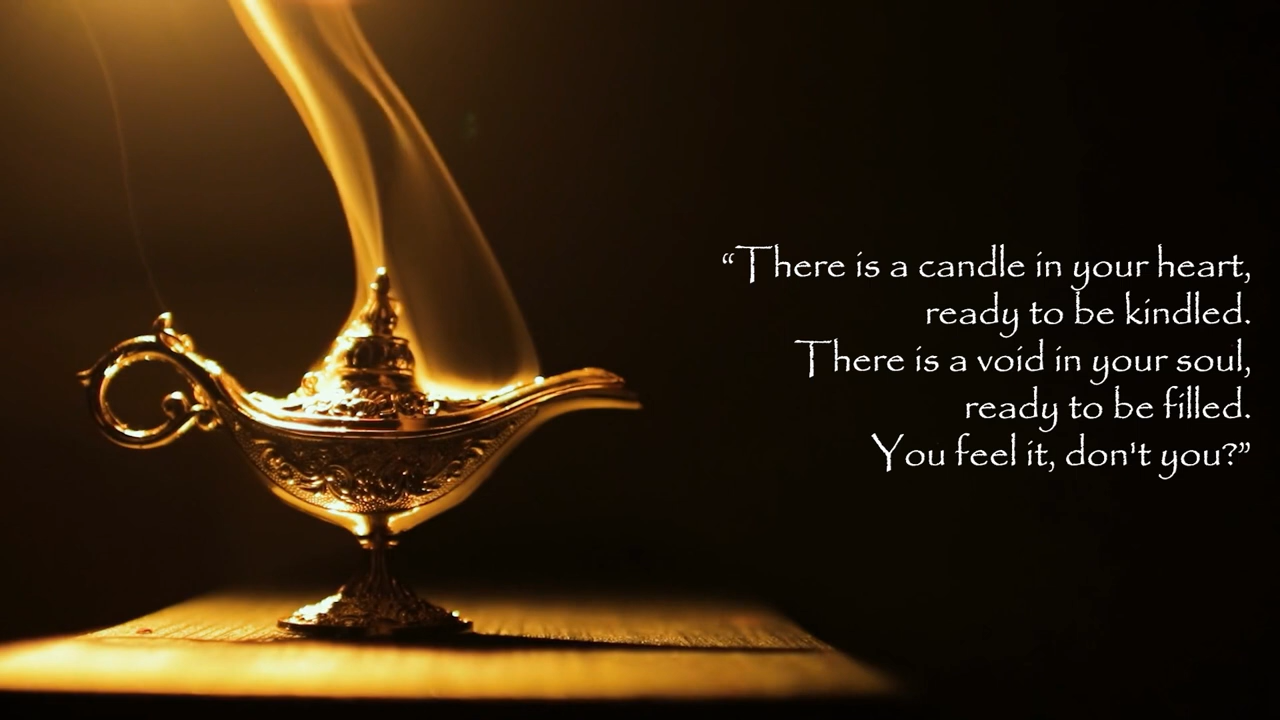 “There is a candle in your heart,
ready to be kindled.
There is a void in your soul,
ready to be filled.
You feel it, don't you?”